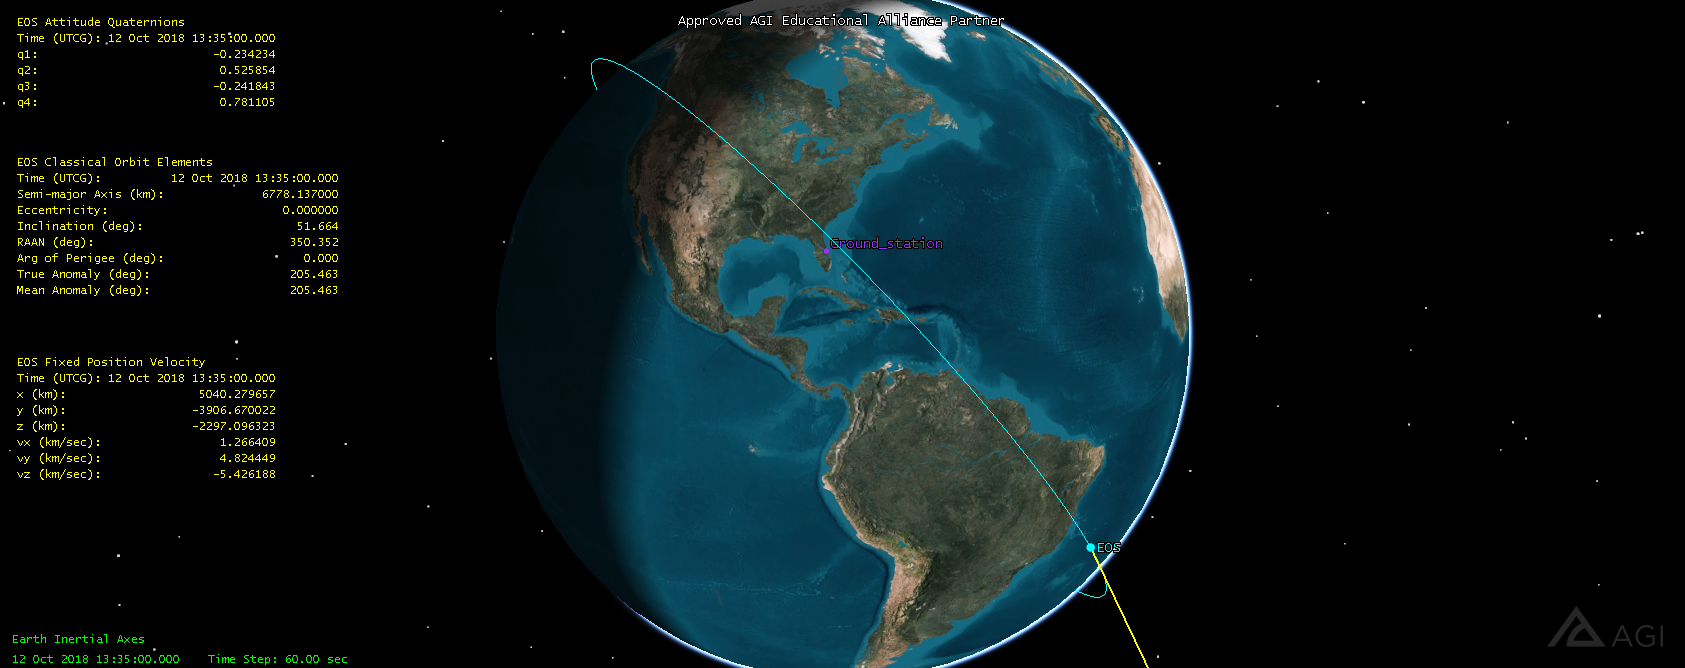 Approved AGI Educational Alliance Partner
EOS Attitude Quaternions
Time (UTCG): 12 Oct 2018 13:35:00.000
q1: -0.234234
q2: 0.525854
q3: -0.241843
q4: 0.781105
EOS Classical Orbit Elements
Time (UTCG): 12 Oct 2018 13:35:00.000
Semi-major Axis (km): 6778.137000
Eccentricity: 0.000000
Inclination (deg): 51.664
RAAN (deg): 350.352
Arg of Perigee (deg): 0.000
True Anomaly (deg): 205.463
Mean Anomaly (deg): 205.463
EOS Fixed Position Velocity
Time (UTCG): 12 Oct 2018 13:35:00.000
x (km): 5040.279657
y (km): -3906.670022
z (km): -2297.096323
vx (km/sec): 1.266409
vy (km/sec): 4.824449
vz (km/sec): -5.426188
Ground_station
EOS
Earth Inertial Axes
12 Oct 2018 13:35:00.000 Time Step: 60.00 sec
AGI